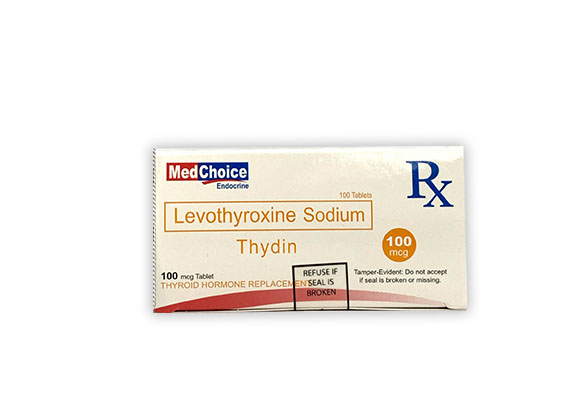 MedChoice
Endocrine
Rx
100 Tablets
Levothyroxine Sodium
Thydin
100
mcg
100 mcg Tablet
THYROID HORMONE REPLACEMENT
REFUSE IF
SEAL IS
BROKEN
Tamper-Evident: Do not accept
if seal is broken or missing.